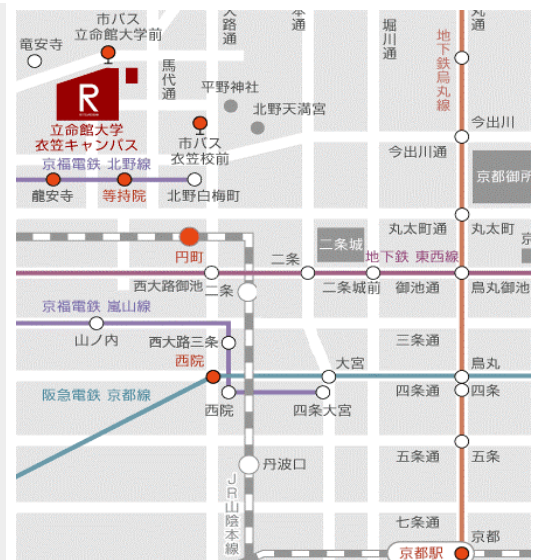 市バス
立命館大学前
竜安寺
大路通
本通
堀川通
丸通
地下鉄烏丸線
馬代通
平野神社
北野天満宮
R
立命館大学
衣笠キャンパス
市バス
衣笠校前
今出川
今出川通
京都御所
京福電鉄 北野線
龍安寺
等持院
北野白梅町
丸太町通
丸太町
京
円町
二条城
地下鉄 東西線
二条
西大路御池
二条
二条城前
御池通
烏丸御池
京福電鉄 嵐山線
山ノ内
西大路三条
三条通
西院
大宮
烏丸
阪急電鉄 京都線
西院
四条大宮
四条通
四条
五条通
五条
丹波口
JR山陰本線
七条通
京都
京都駅